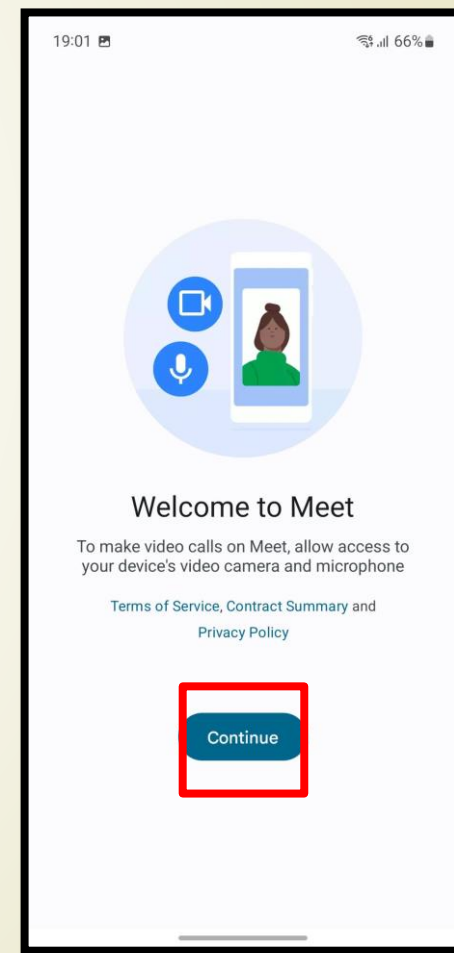 19:01 66%
Welcome to Meet
To make video calls on Meet, allow access to
your device's video camera and microphone
Terms of Service, Contract Summary and
Privacy Policy
Continue